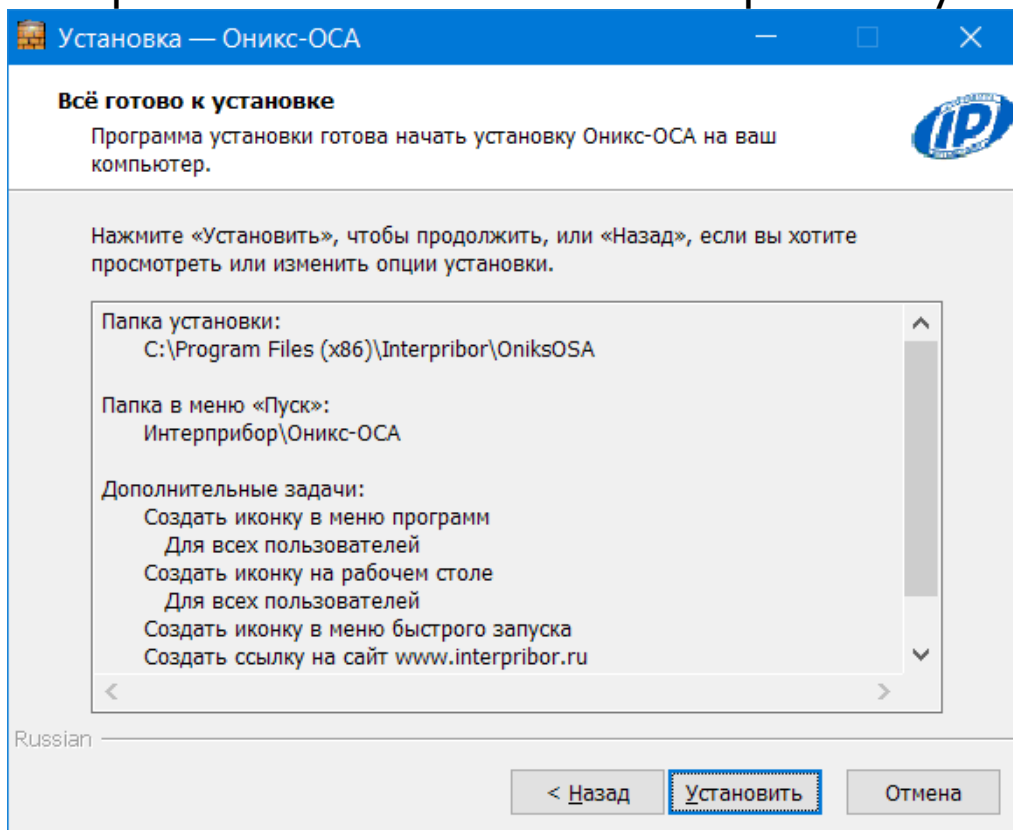 Установка — Оникс-ОСА
Всё готово к установке
Программа установки готова начать установку Оникс-ОСА на ваш
компьютер.
IP
Нажмите «Установить», чтобы продолжить, или «Назад», если вы хотите
просмотреть или изменить опции установки.
Папка установки:
C:\Program Files (x86)\Interpribor\OniksOSA
Папка в меню «Пуск»:
Интерприбор\Оникс-ОСА
Дополнительные задачи:
Создать иконку в меню программ
Для всех пользователей
Создать иконку на рабочем столе
Для всех пользователей
Создать иконку в меню быстрого запуска
Создать ссылку на сайт www.interpribor.ru
Russian
< Назад Установить Отмена